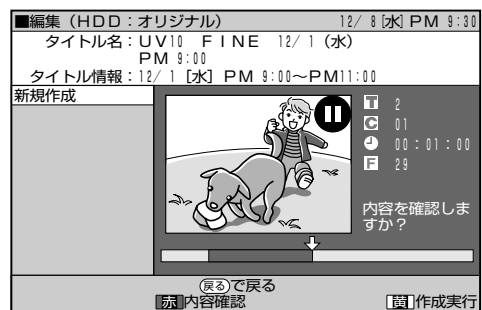 ■編集（HDD：オリジナル） 12/ 8 [水] PM 9:30
タイトル名：UV10 FINE 12/ 1 (水)
PM 9:00
タイトル情報：12/ 1 [水] PM 9:00～PM11:00
新規作成
T 2
C 01
00：01：00
F 29
内容を確認しま
すか？
戻るで戻る
赤 内容確認 黄 作成実行